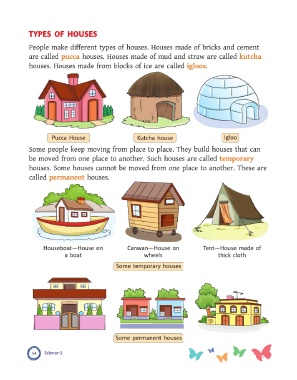 TYPES OF HOUSES
People make different types of houses. Houses made of bricks and cement
are called pucca houses. Houses made of mud and straw are called kutcha
houses. Houses made from blocks of ice are called igloos.
Pucca House
Kutcha house
igloo
Some people keep moving from place to place. They build houses that can
be moved from one place to another. Such houses are called temporary
houses. Some houses cannot be moved from one place to another. These are
called permanent houses.
Houseboat—House on
a boat
Caravan—House on
wheels
Tent—House made of
thick cloth
Some temporary houses
Some permanent houses
54
Science-2